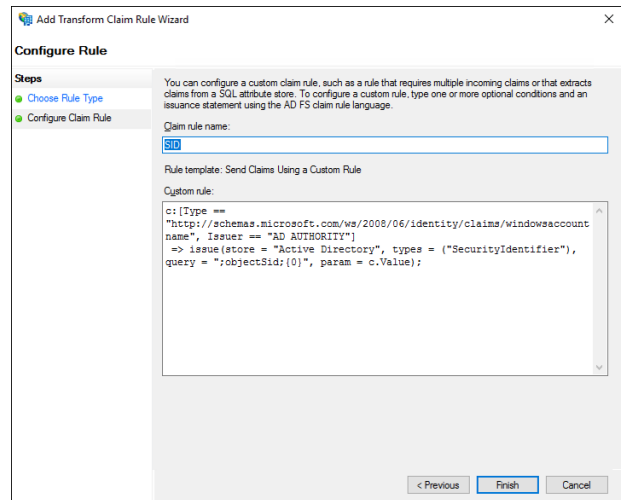 Add Transform Claim Rule Wizard
Configure Rule
Steps
Choose Rule Type
Configure Claim Rule
You can configure a custom claim rule, such as a rule that requires multiple incoming claims or that extracts
claims from a SQL attribute store. To configure a custom rule, type one or more optional conditions and an
issuance statement using the AD FS claim rule language.
Claim rule name:
SID
Rule template: Send Claims Using a Custom Rule
Custom rule:
c:[Type ==
"http://schemas.microsoft.com/ws/2008/06/identity/claims/windowsaccount
name", Issuer == "AD AUTHORITY"]
=> issue(store = "Active Directory", types = ("SecurityIdentifier"),
query = ";objectSid;{0}", param = c.Value);
< Previous
Finish
Cancel